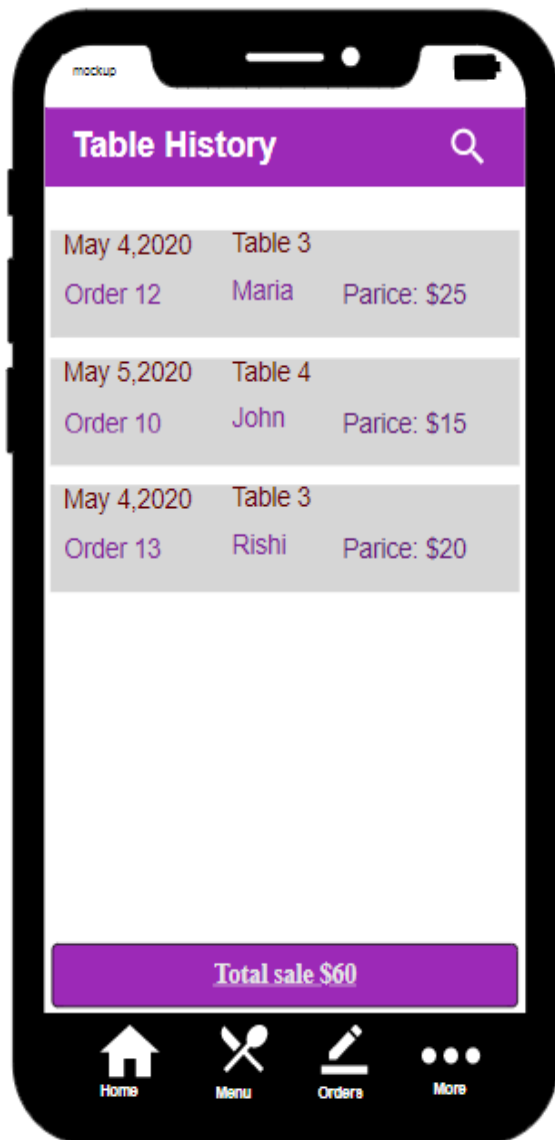 mockup
Table History
May 4,2020 Table 3
Order 12 Maria Parice: $25
May 5,2020 Table 4
Order 10 John Parice: $15
May 4,2020 Table 3
Order 13 Rishi Parice: $20
Total sale $60
Home Menu Orders More